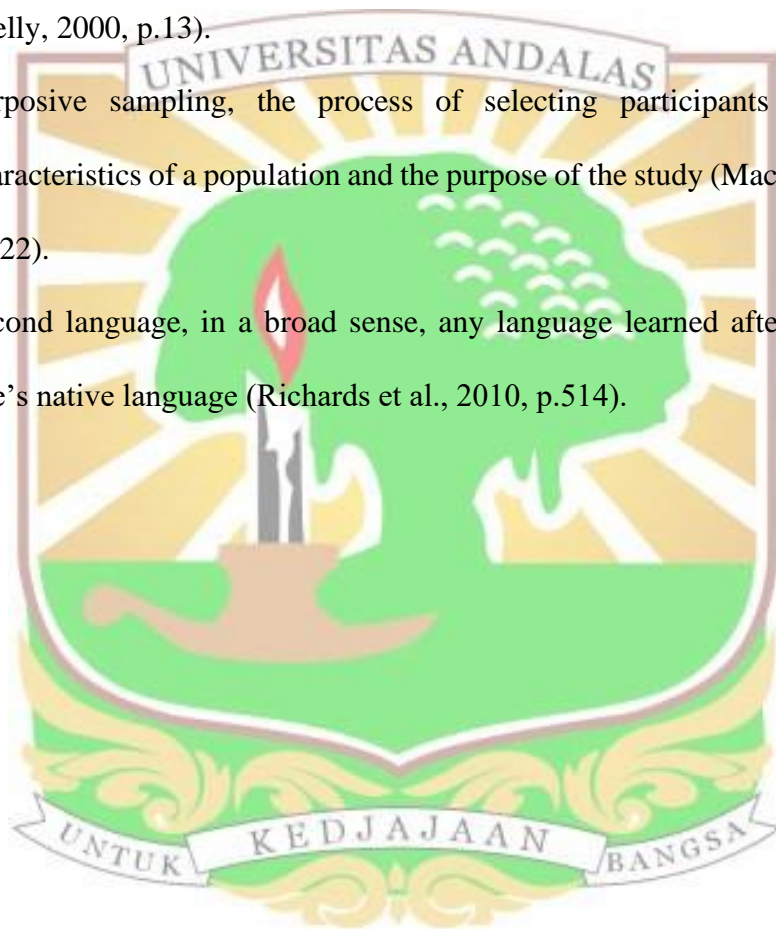 elly, 2000, p.13).
UNIVERSITAS ANDALAS
rposive sampling, the process of selecting participants
aracteristics of a population and the purpose of the study (Mac
22).
cond language, in a broad sense, any language learned afte
e’s native language (Richards et al., 2010, p.514).
UNTUK KEDJAJAAN BANGSA